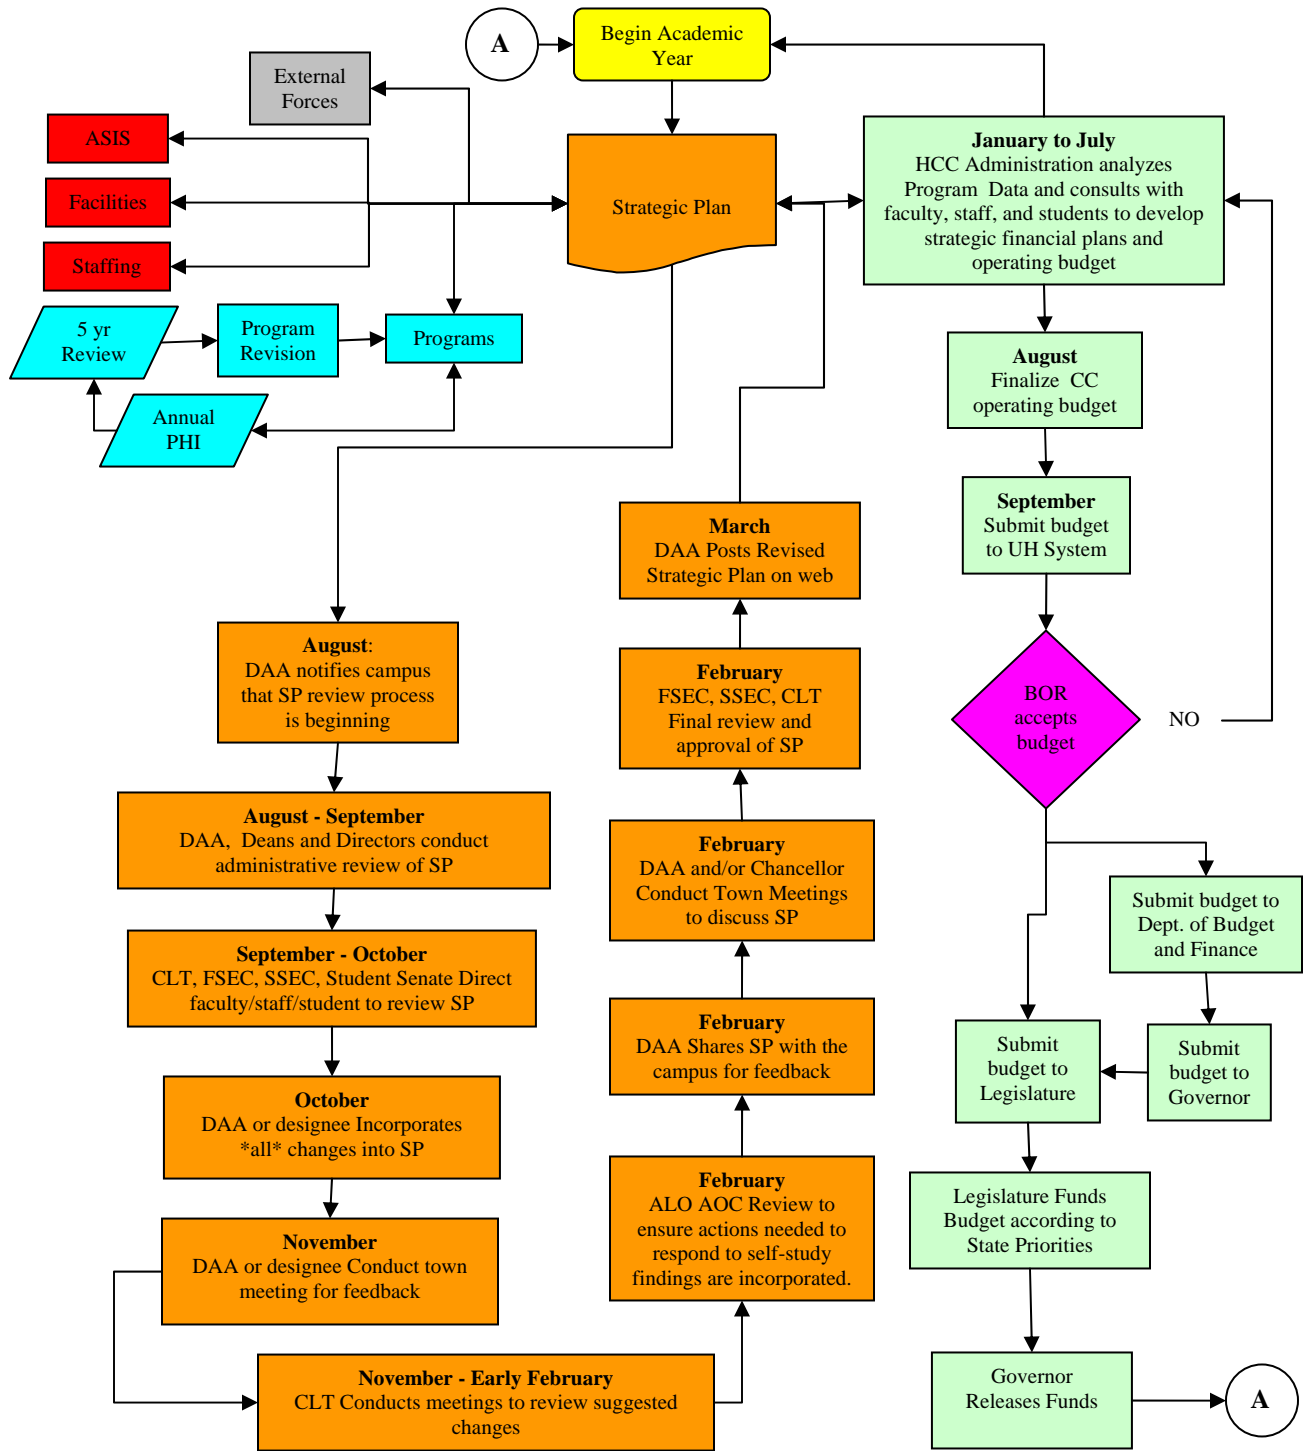 A
Begin Academic
Year
External
Forces
ASIS
Facilities
Staffing
Strategic Plan
January to July
HCC Administration analyzes
Program Data and consults with
faculty, staff, and students to develop
strategic financial plans and
operating budget
5 yr
Review
Program
Revision
Programs
Annual
PHI
August
Finalize CC
operating budget
September
Submit budget
to UH System
BOR
accepts
budget
NO
Submit budget to
Dept. of Budget
and Finance
Submit
budget to
Governor
Submit
budget to
Legislature
Legislature Funds
Budget according to
State Priorities
Governor
Releases Funds
A
August:
DAA notifies campus
that SP review process
is beginning
August - September
DAA, Deans and Directors conduct
administrative review of SP
September - October
CLT, FSEC, SSEC, Student Senate Direct
faculty/staff/student to review SP
October
DAA or designee Incorporates
*all* changes into SP
November
DAA or designee Conduct town
meeting for feedback
November - Early February
CLT Conducts meetings to review suggested
changes
February
ALO AOC Review to
ensure actions needed to
respond to self-study
findings are incorporated.
February
DAA Shares SP with the
campus for feedback
February
DAA and/or Chancellor
Conduct Town Meetings
to discuss SP
February
FSEC, SSEC, CLT
Final review and
approval of SP
March
DAA Posts Revised
Strategic Plan on web